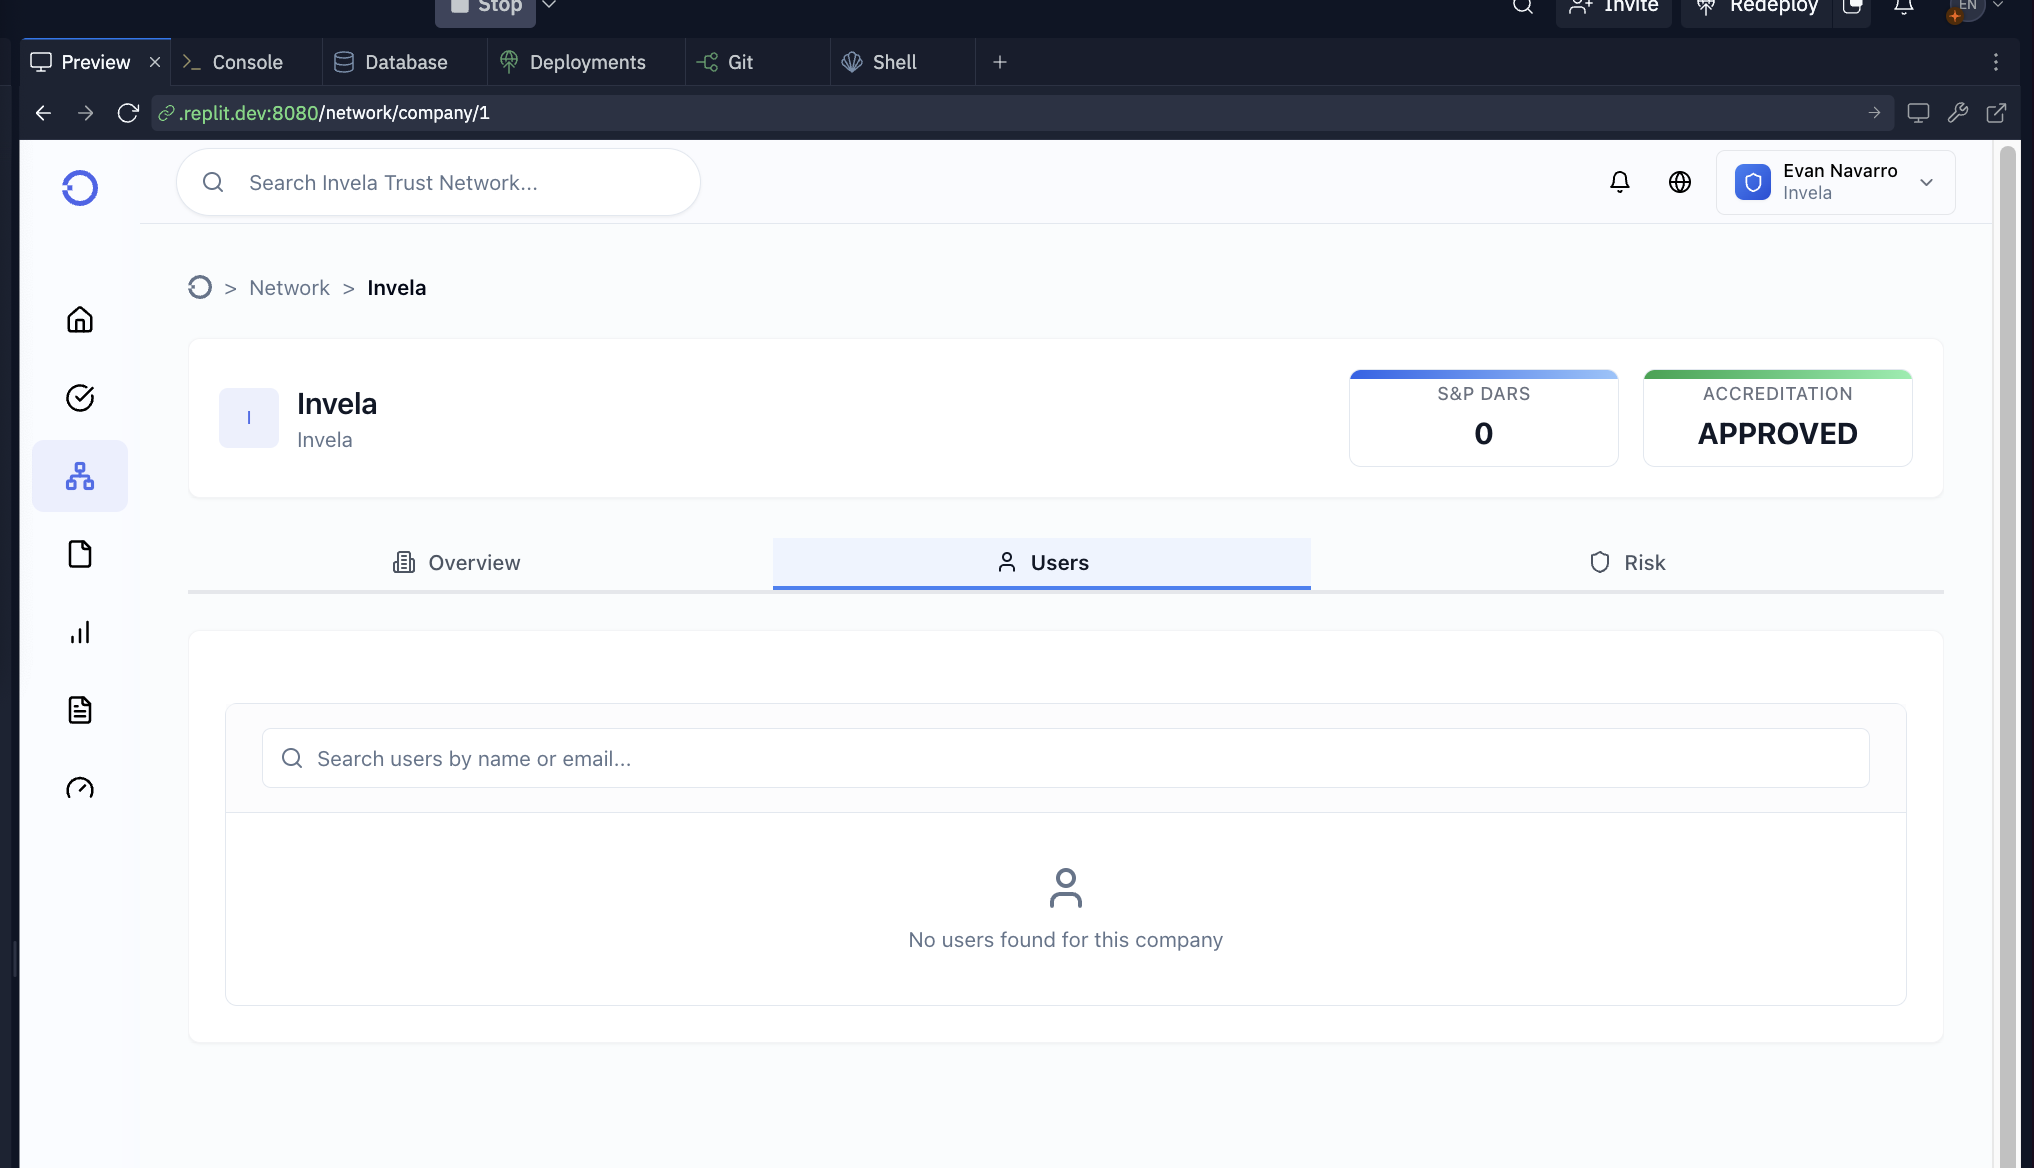 Stop
Invite
Redeploy
EN
Preview
Console
Database
Deployments
Git
Shell
.replit.dev:8080/network/company/1
Search Invela Trust Network...
Evan Navarro
Invela
> Network > Invela
I
Invela
Invela
S&P DARS
0
ACCREDITATION
APPROVED
Overview
Users
Risk
Search users by name or email...
No users found for this company